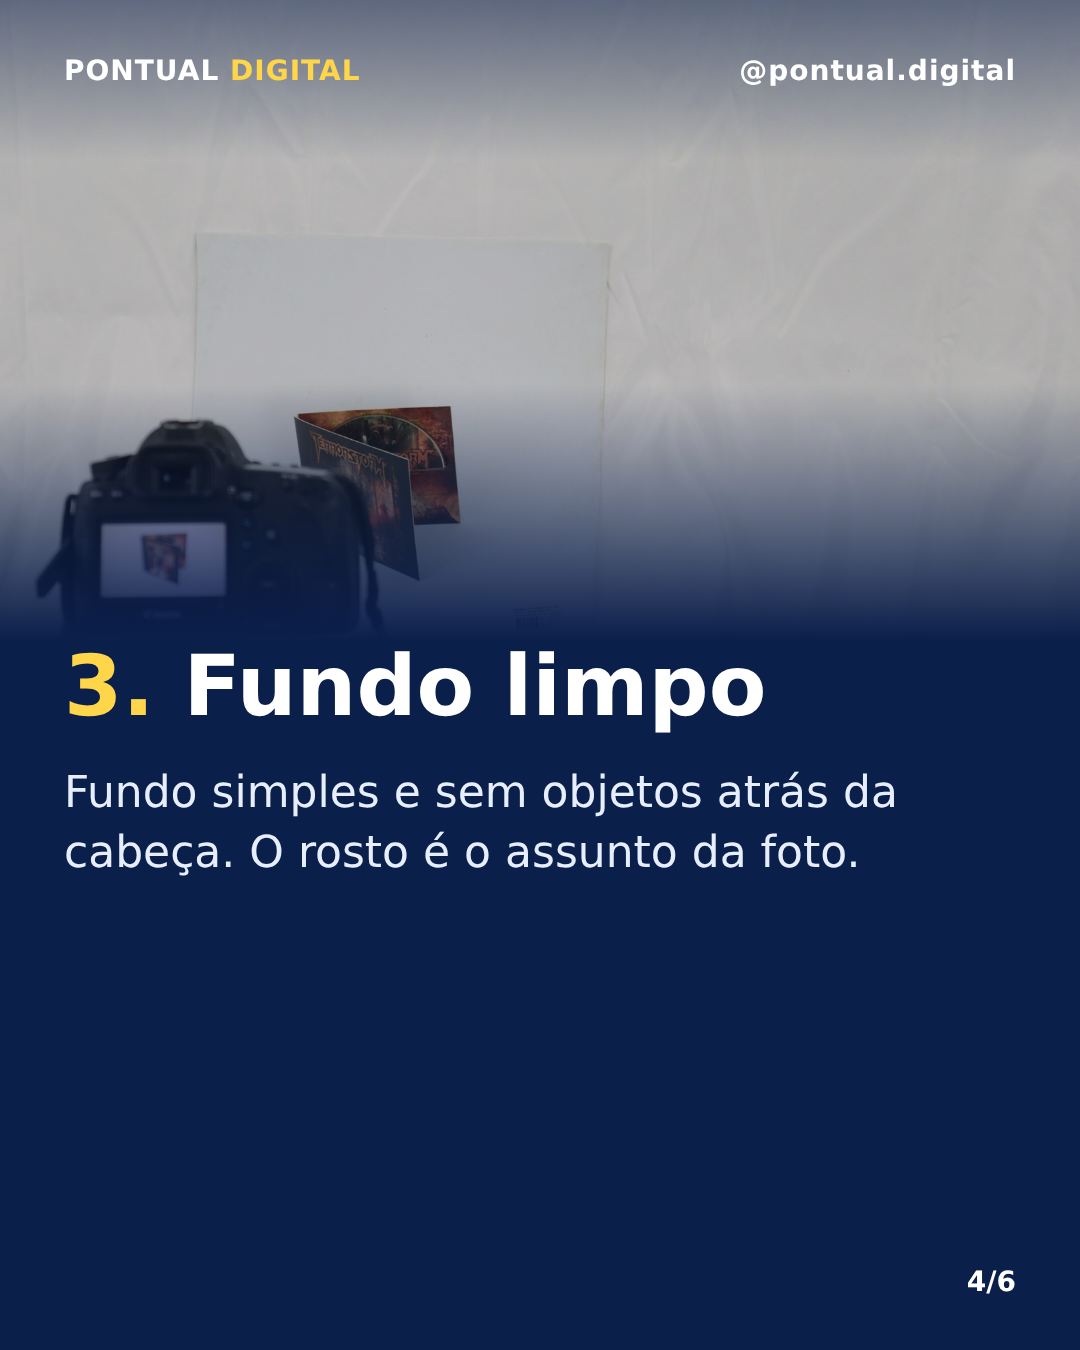 PONTUAL DIGITAL
@pontual.digital
3. Fundo limpo
Fundo simples e sem objetos atrás da
cabeça. O rosto é o assunto da foto.
4/6